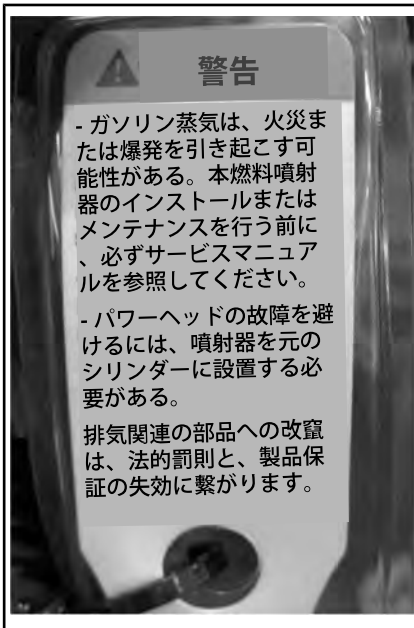 警告
- ガソリン蒸気は、火災ま
たは爆発を引き起こす可
能性がある。本燃料噴射
器のインストールまたは
メンテナンスを行う前に
、必ずサービスマニュア
ルを参照してください。
- パワーヘッドの故障を避
けるには、噴射器を元の
シリンダーに設置する必
要がある。
排気関連の部品への改竄
は、法的罰則と、製品保
証の失効に繋がります。